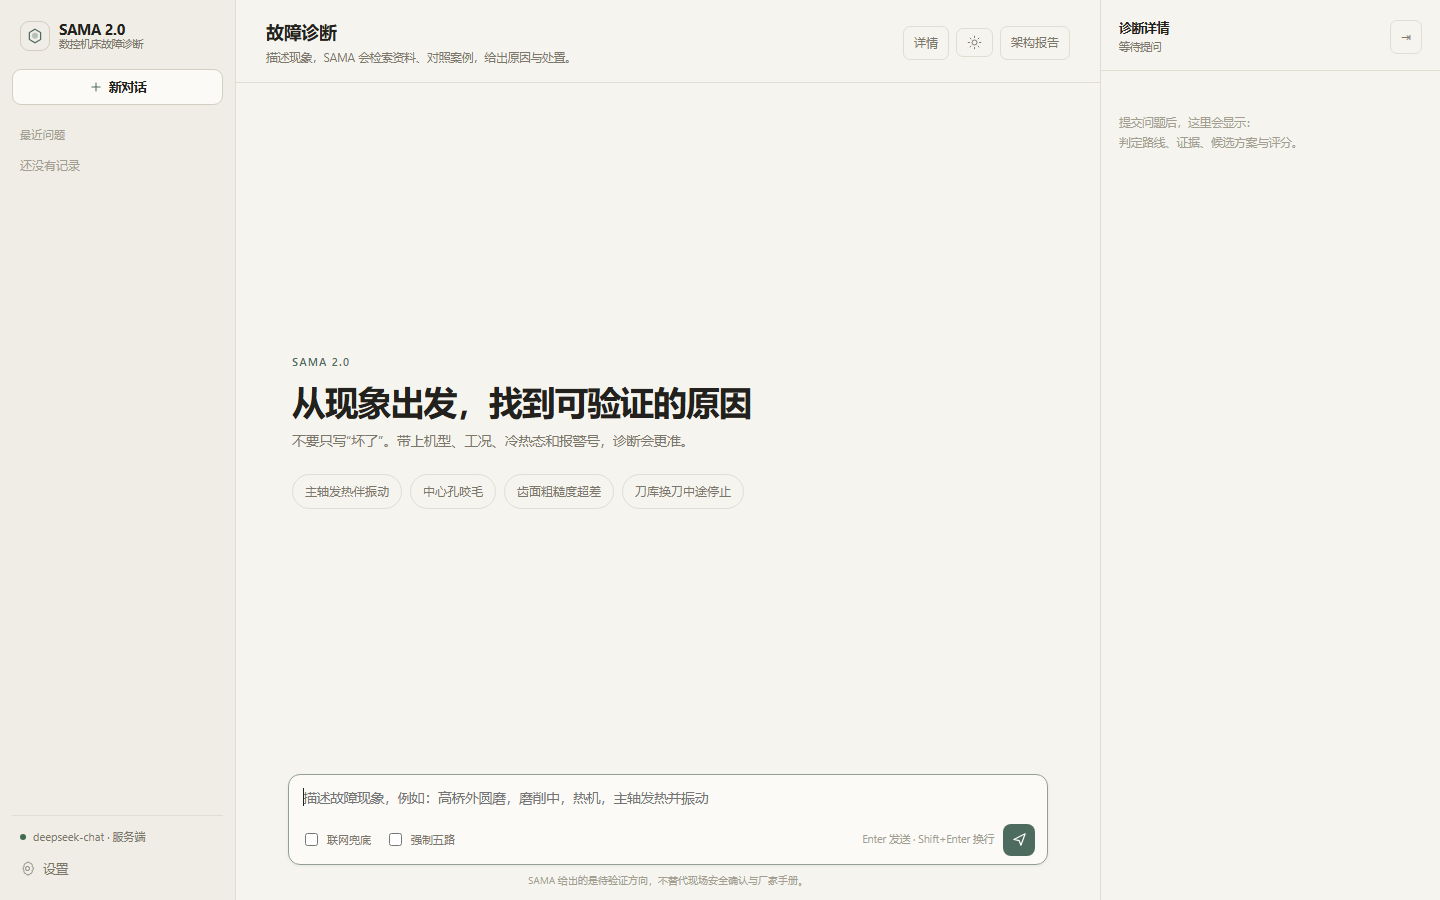 SAMA 2.0
数控机床故障诊断
+ 新对话
最近问题
还没有记录
deepseek-chat · 服务端
设置
故障诊断
描述现象，SAMA 会检索资料、对照案例，给出原因与处置。
详情
架构报告
SAMA 2.0
从现象出发，找到可验证的原因
不要只写“坏了”。带上机型、工况、冷热态和报警号，诊断会更准。
主轴发热伴振动
中心孔咬毛
齿面粗糙度超差
刀库换刀中途停止
描述故障现象，例如：高桥外圆磨，磨削中，热机，主轴发热并振动
联网兜底
强制五路
Enter 发送 · Shift+Enter 换行
SAMA 给出的是待验证方向，不替代现场安全确认与厂家手册。
诊断详情
等待提问
⇥
提交问题后，这里会显示：
判定路线、证据、候选方案与评分。